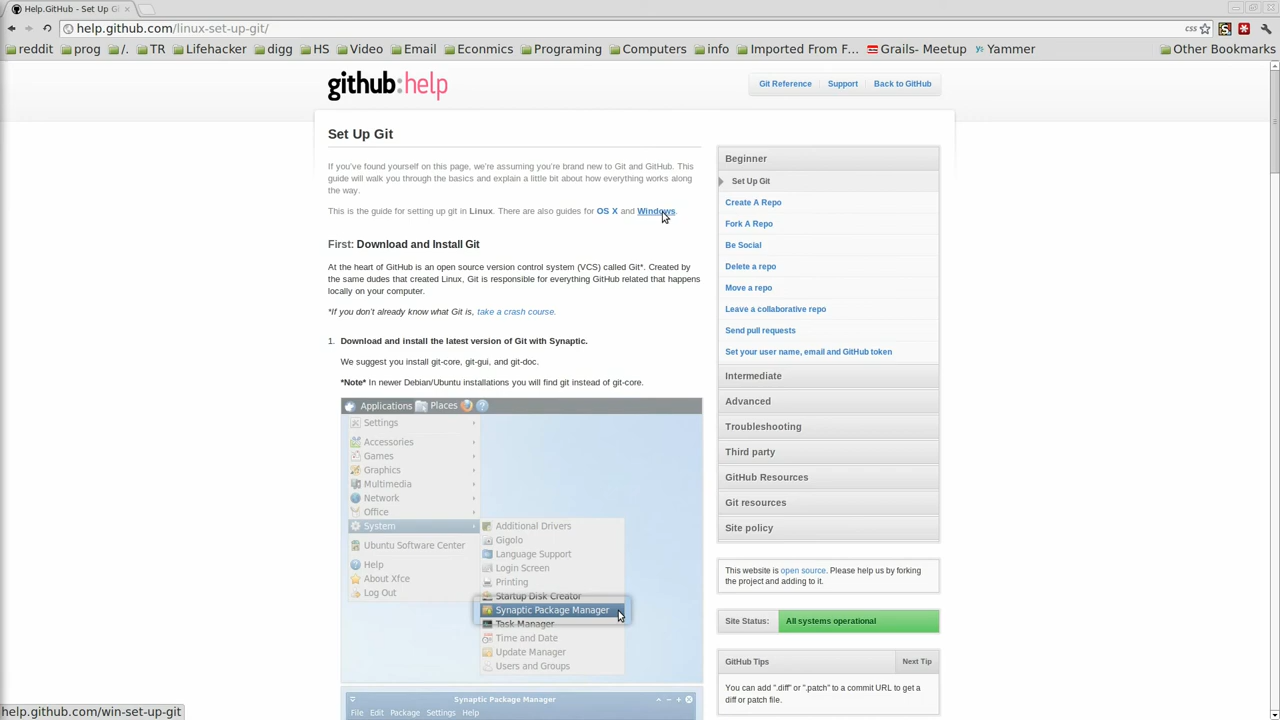 Help.GitHub - Set Up Git
help.github.com/linux-set-up-git/
css
reddit prog /. TR Lifehacker digg HS Video Email Econmics Programing Computers info Imported From F... Grails- Meetup Yammer Other Bookmarks
github:help
Git Reference Support Back to GitHub
Set Up Git
If you've found yourself on this page, we're assuming you're brand new to Git and GitHub. This
guide will walk you through the basics and explain a little bit about how everything works along
the way.
This is the guide for setting up git in Linux. There are also guides for OS X and Windows.
First: Download and Install Git
At the heart of GitHub is an open source version control system (VCS) called Git*. Created by
the same dudes that created Linux, Git is responsible for everything GitHub related that happens
locally on your computer.
*If you don't already know what Git is, take a crash course.
1. Download and install the latest version of Git with Synaptic.
We suggest you install git-core, git-gui, and git-doc.
*Note* In newer Debian/Ubuntu installations you will find git instead of git-core.
Applications Places
Settings
Accessories
Games
Graphics
Multimedia
Network
Office
System
Ubuntu Software Center
Help
About Xfce
Log Out
Additional Drivers
Gigolo
Language Support
Login Screen
Printing
Startup Disk Creator
Synaptic Package Manager
Task Manager
Time and Date
Update Manager
Users and Groups
Synaptic Package Manager
File Edit Package Settings Help
Beginner
Set Up Git
Create A Repo
Fork A Repo
Be Social
Delete a repo
Move a repo
Leave a collaborative repo
Send pull requests
Set your user name, email and GitHub token
Intermediate
Advanced
Troubleshooting
Third party
GitHub Resources
Git resources
Site policy
This website is open source. Please help us by forking
the project and adding to it.
Site Status: All systems operational
GitHub Tips Next Tip
You can add ".diff" or ".patch" to a commit URL to get a
diff or patch file.
help.github.com/win-set-up-git